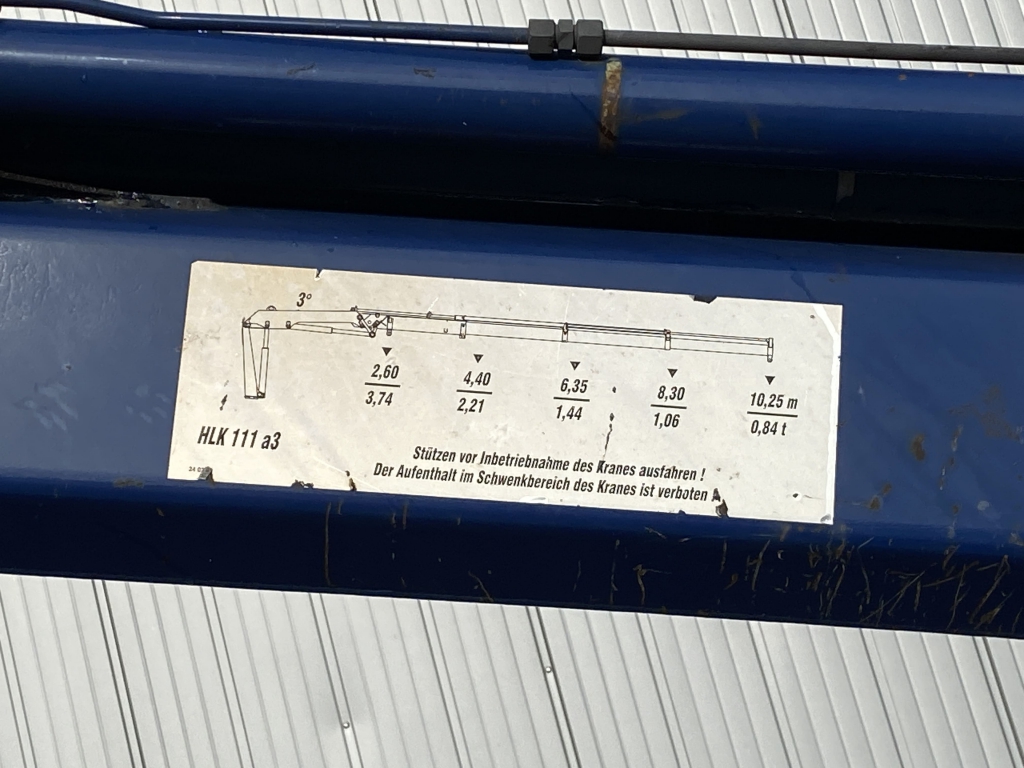 3°
2,60 4,40 6,35 8,30 10,25 m
3,74 2,21 1,44 1,06 0,84 t
HLK 111 a3
Stützen vor Inbetriebnahme des Kranes ausfahren !
Der Aufenthalt im Schwenkbereich des Kranes ist verboten